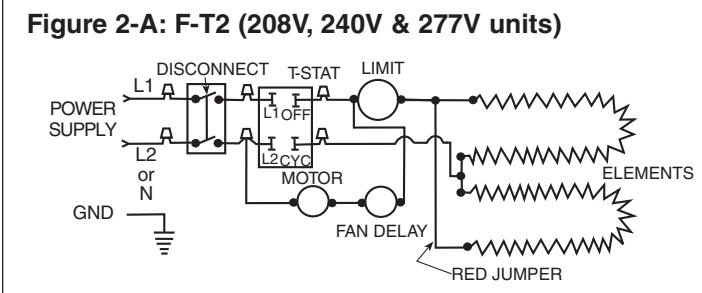 Figure 2-A: F-T2 (208V, 240V & 277V units)
DISCONNECT
T-STAT
LIMIT
L1
POWER
SUPPLY
L1
OFF
L2
CYC
L2
or
N
MOTOR
ELEMENTS
GND
FAN DELAY
RED JUMPER